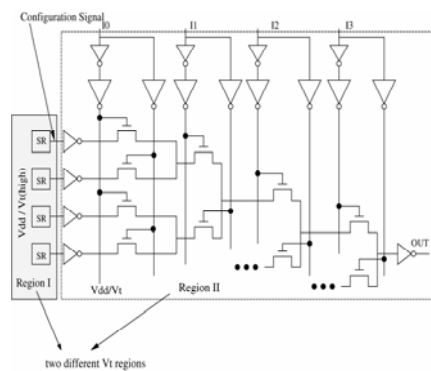 Configuration Signal
I0 I1 I2 I3
SR
SR
SR
SR
Vdd / Vt(high)
Region I
Vdd/Vt
Region II
OUT
two different Vt regions